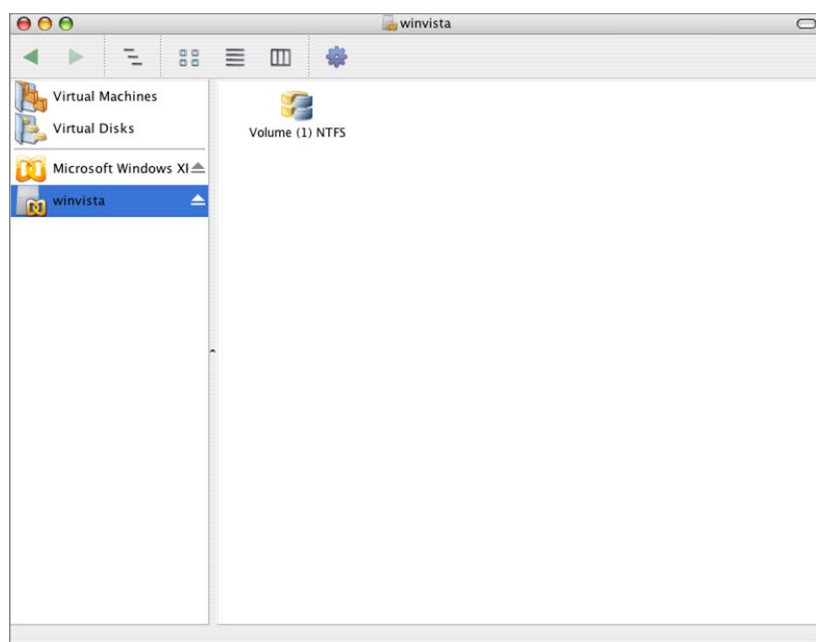 winvista
Virtual Machines
Virtual Disks
Microsoft Windows XI
winvista
Volume (1) NTFS